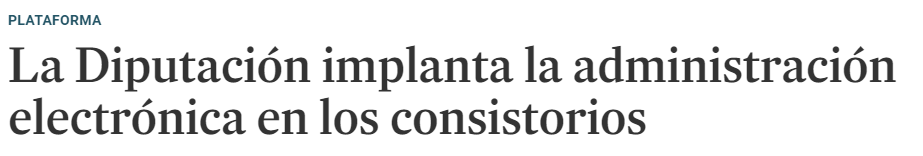 PLATAFORMA
La Diputación implanta la administración
electrónica en los consistorios